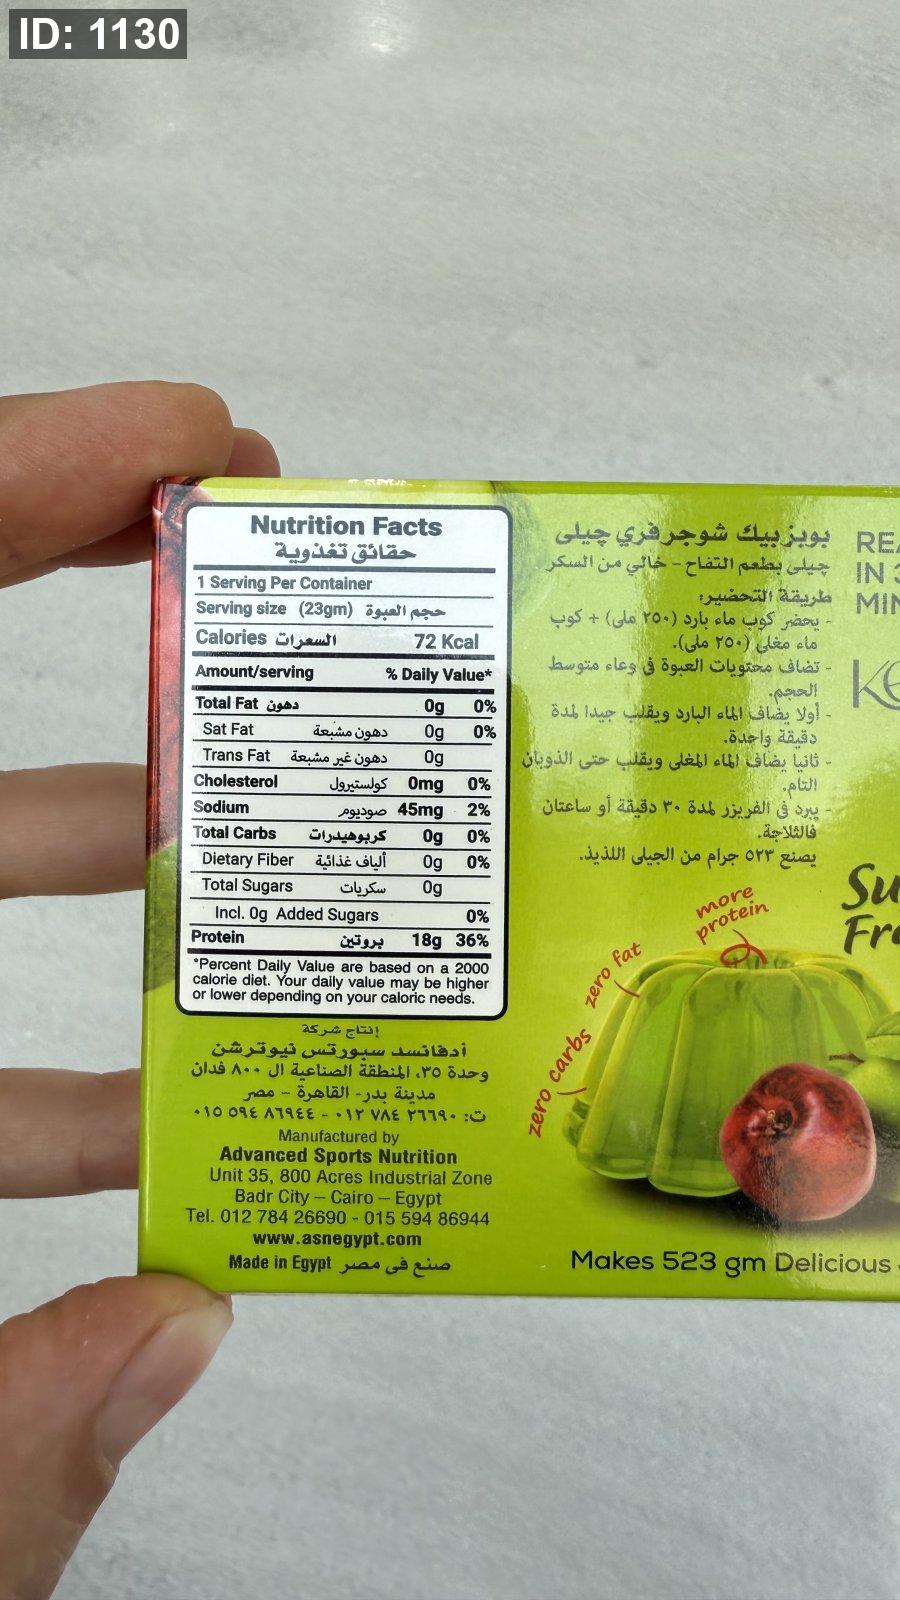 ID: 1130
Nutrition Facts
حقائق تغذوية
1 Serving Per Container
Serving size (23gm) حجم العبوة
Calories السعرات 72 Kcal
Amount/serving % Daily Value*
Total Fat دهون 0g 0%
Sat Fat دهون مشبعة 0g 0%
Trans Fat دهون غير مشبعة 0g
Cholesterol كولستيرول 0mg 0%
Sodium صوديوم 45mg 2%
Total Carbs كربوهيدرات 0g 0%
Dietary Fiber ألياف غذائية 0g 0%
Total Sugars سكريات 0g
Incl. 0g Added Sugars 0%
Protein بروتين 18g 36%
*Percent Daily Value are based on a 2000
calorie diet. Your daily value may be higher
or lower depending on your caloric needs.
إنتاج شركة
أدفانسد سبورتس نيوترشن
وحدة ٣٥، المنطقة الصناعية ال ٨٠٠ فدان
مدينة بدر- القاهرة - مصر
ت: ٠١٢ ٧٨٤ ٢٦٦٩٠ - ٠١٥ ٥٩٤ ٨٦٩٤٤
Manufactured by
Advanced Sports Nutrition
Unit 35, 800 Acres Industrial Zone
Badr City – Cairo – Egypt
Tel. 012 784 26690 - 015 594 86944
www.asnegypt.com
Made in Egypt صنع فى مصر
بوبز بيك شوجر فري چيلى
چيلى بطعم التفاح - خالي من السكر
طريقة التحضير:
- يحضر كوب ماء بارد (٢٥٠ ملى) + كوب
ماء مغلي (٢٥٠ ملى).
- تضاف محتويات العبوة فى وعاء متوسط
الحجم.
- أولا يضاف الماء البارد ويقلب جيدا لمدة
دقيقة واحدة.
- ثانيا يضاف الماء المغلى ويقلب حتى الذوبان
التام.
- يبرد فى الفريزر لمدة ٣٠ دقيقة أو ساعتان
فالثلاجة.
يصنع ٥٢٣ جرام من الجيلى اللذيذ.
more
protein
zero fat
zero carbs
Makes 523 gm Delicious